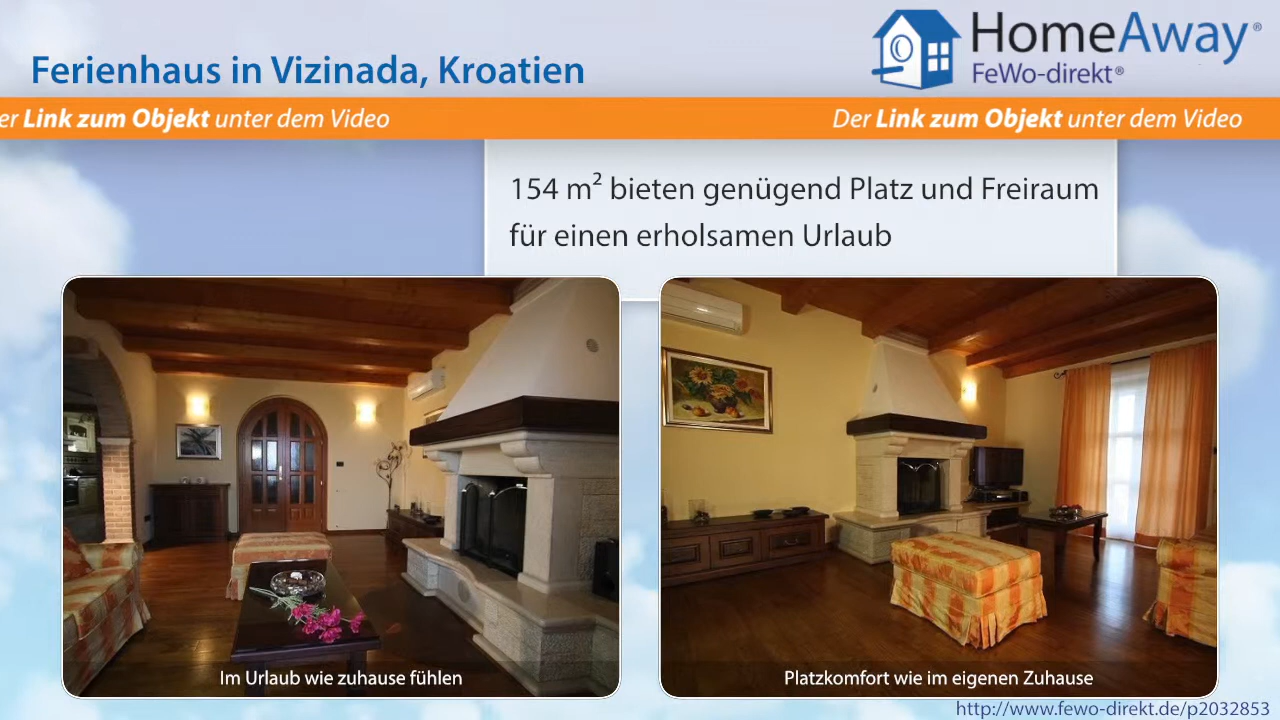 HomeAway®
FeWo-direkt®
Ferienhaus in Vizinada, Kroatien
er Link zum Objekt unter dem Video
Der Link zum Objekt unter dem Video
154 m² bieten genügend Platz und Freiraum
für einen erholsamen Urlaub
Im Urlaub wie zuhause fühlen
Platzkomfort wie im eigenen Zuhause
http://www.fewo-direkt.de/p2032853